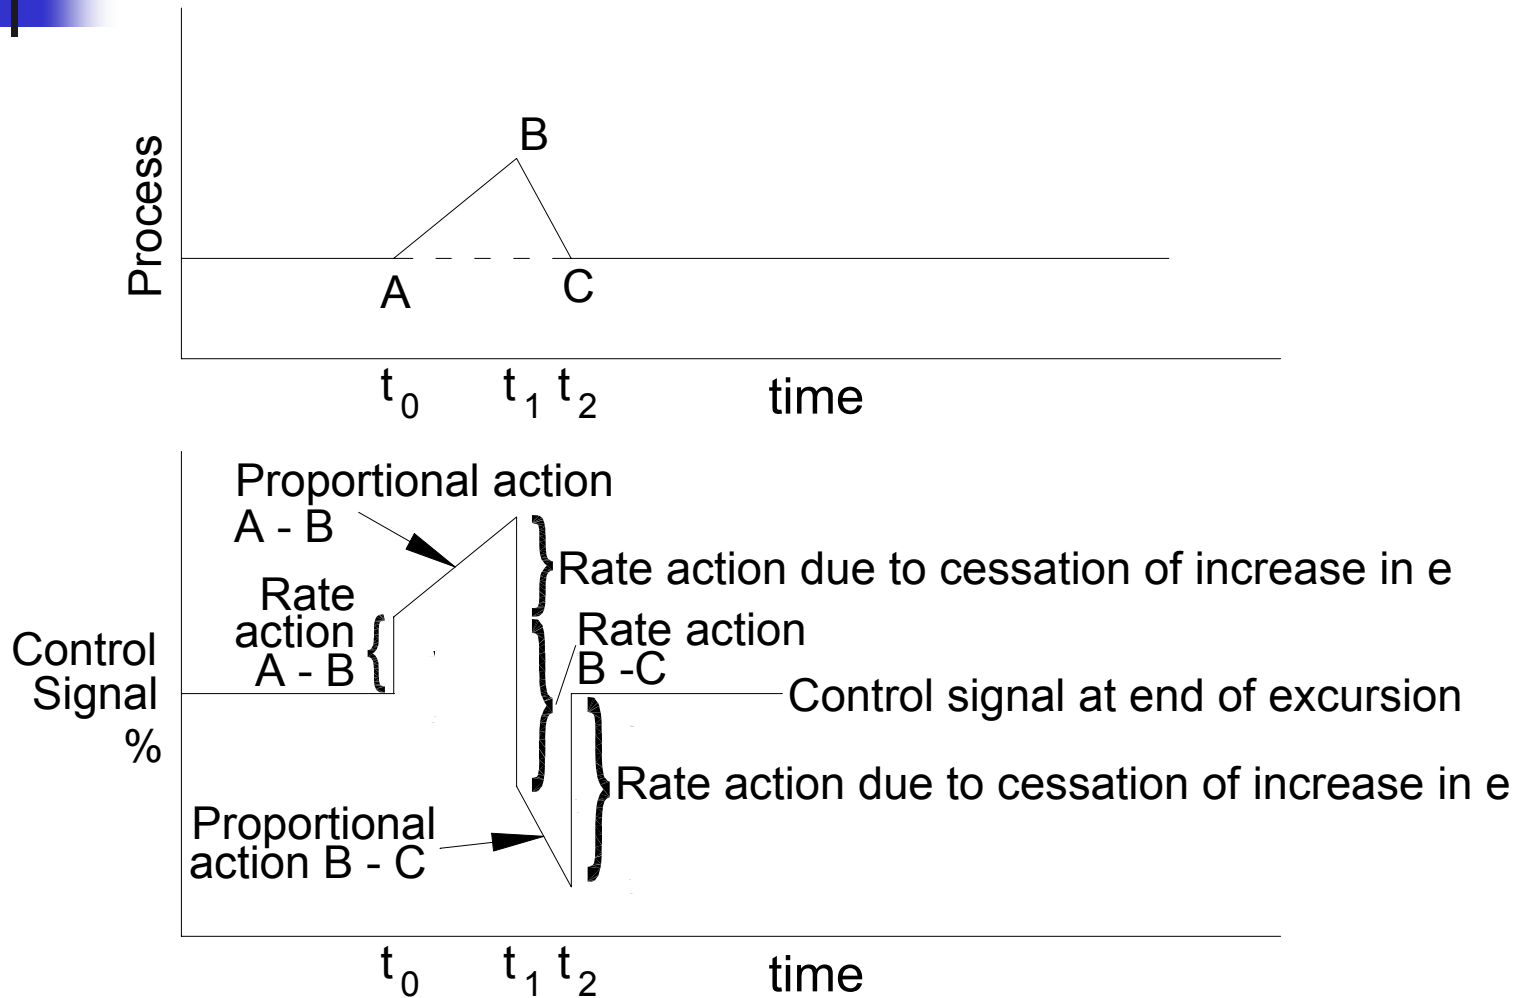 Process
B
A
C
t0
t1
t2
time
Proportional action
A - B
Rate
action
A - B
Rate action due to cessation of increase in e
Rate action
B -C
Control
Signal
%
Control signal at end of excursion
Rate action due to cessation of increase in e
Proportional
action B - C
t0
t1
t2
time